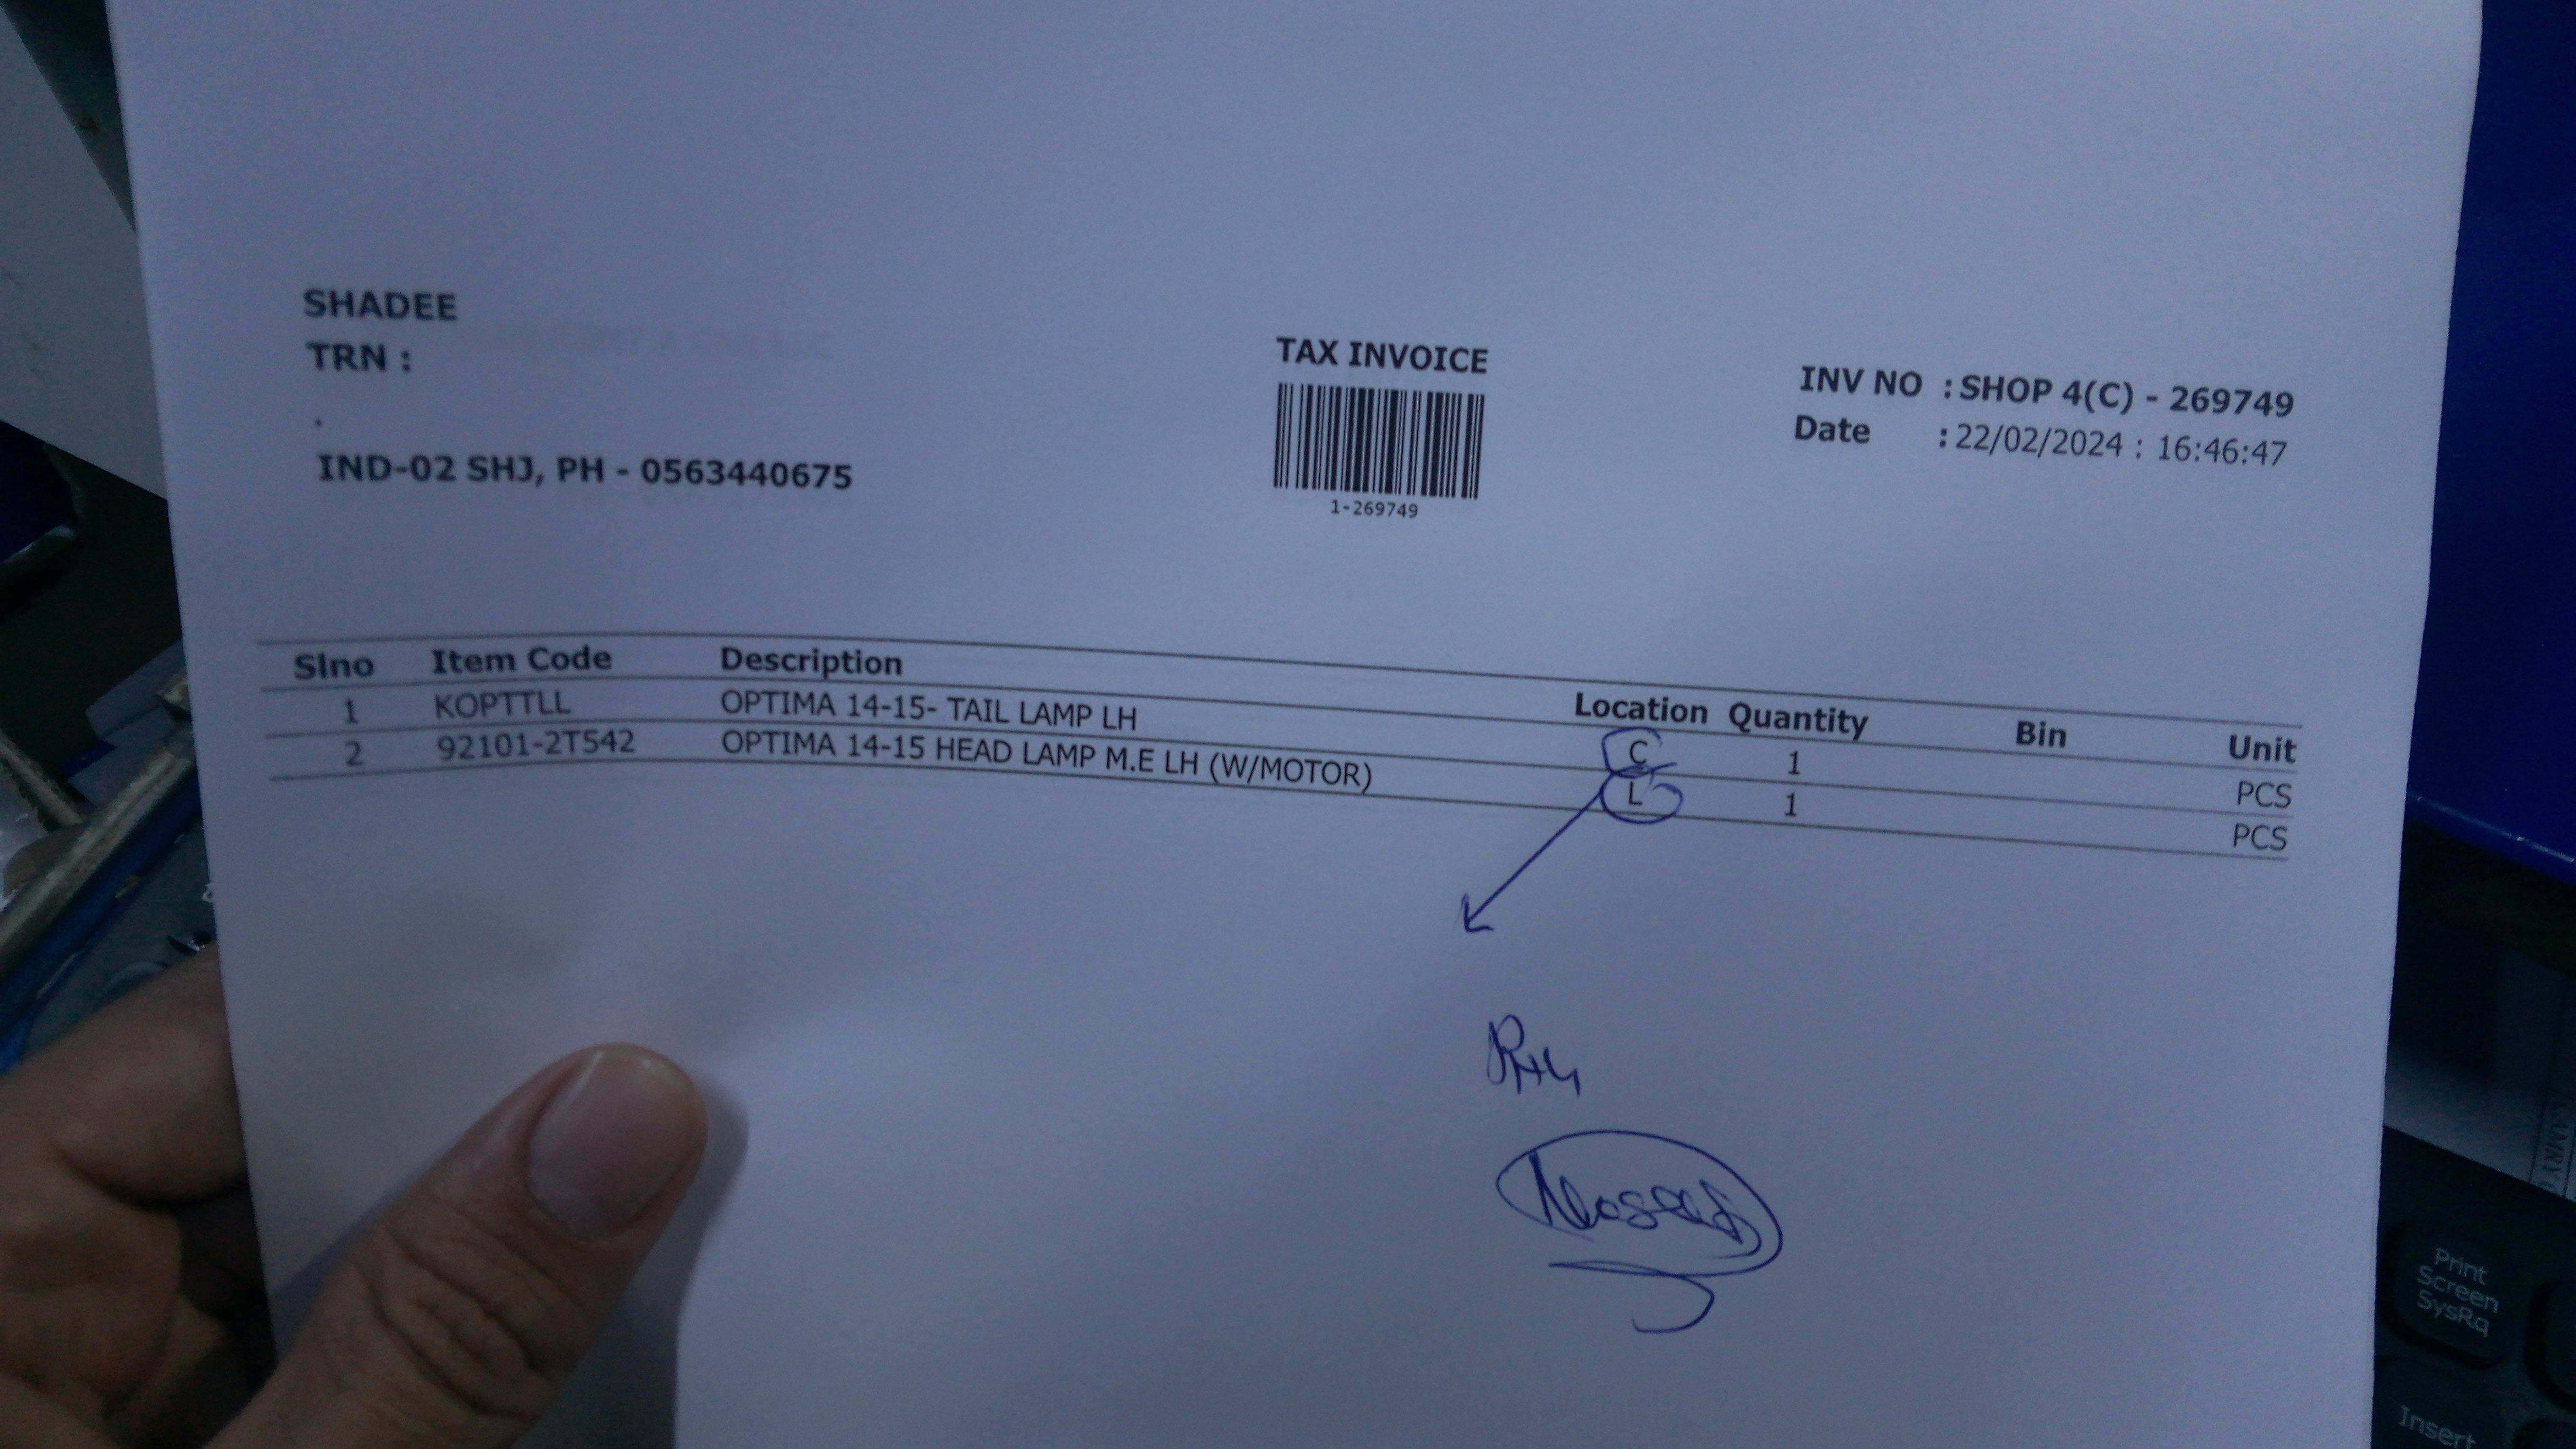 SHADEE
TRN :
.
IND-02 SHJ, PH - 0563440675
TAX INVOICE
1-269749
INV NO : SHOP 4(C) - 269749
Date : 22/02/2024 : 16:46:47
Slno Item Code Description Location Quantity Bin Unit
1 KOPTTLL OPTIMA 14-15- TAIL LAMP LH C 1 PCS
2 92101-2T542 OPTIMA 14-15 HEAD LAMP M.E LH (W/MOTOR) L 1 PCS
Print
Screen
SysRq
Insert